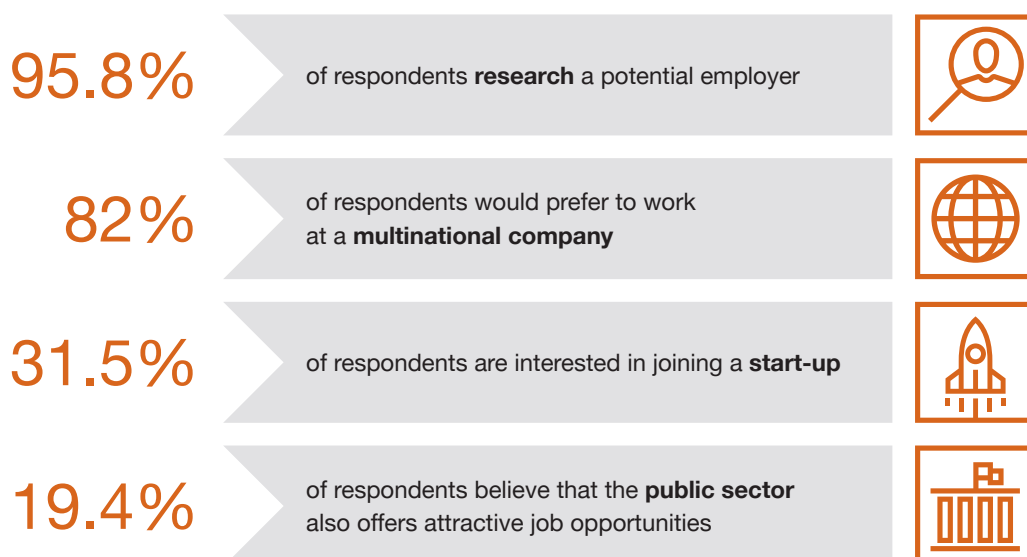 95.8%
of respondents research a potential employer
82%
of respondents would prefer to work
at a multinational company
31.5%
of respondents are interested in joining a start-up
19.4%
of respondents believe that the public sector
also offers attractive job opportunities